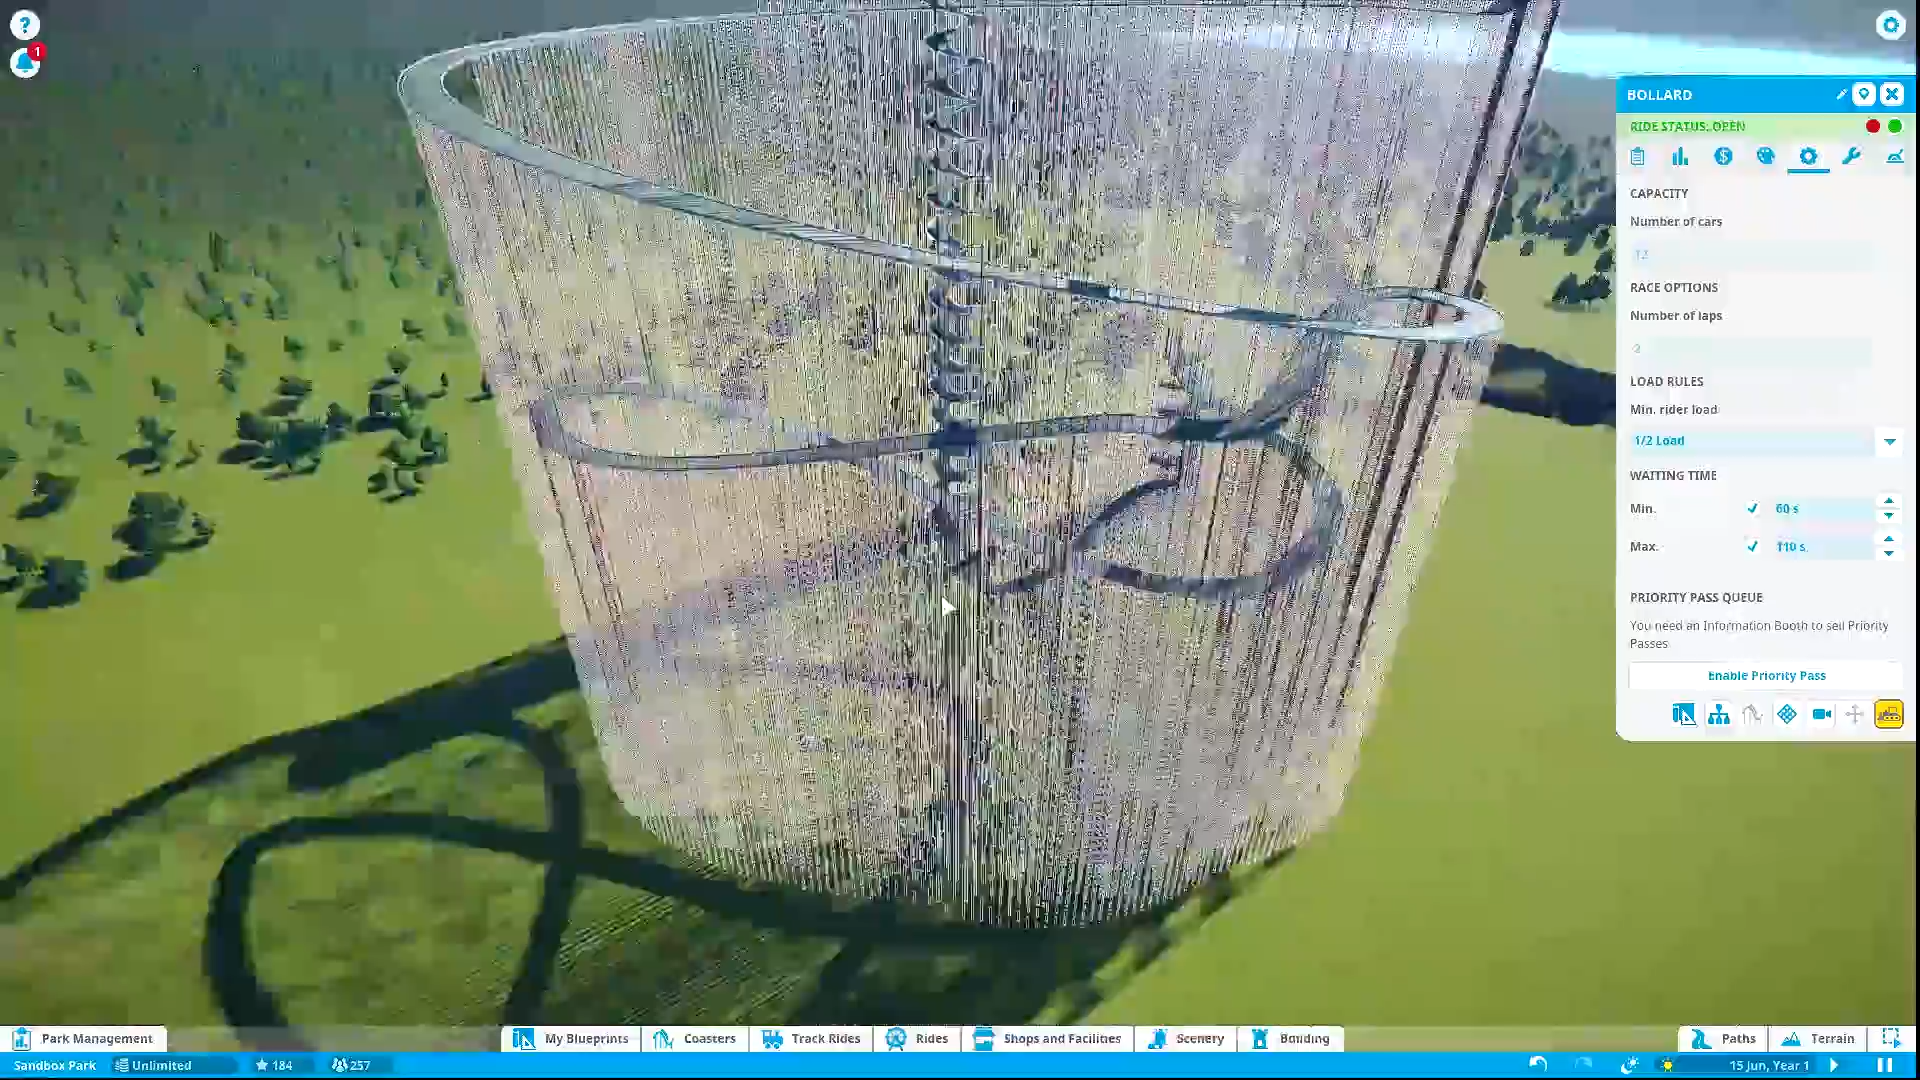 ?
1
BOLLARD
RIDE STATUS: OPEN
CAPACITY
Number of cars
12
RACE OPTIONS
Number of laps
LOAD RULES
Min. rider load
1/2 Load
WAITING TIME
Min.
60 s
Max.
110 s
PRIORITY PASS QUEUE
You need an Information Booth to sell Priority
Passes
Enable Priority Pass
Park Management
My Blueprints
Coasters
Track Rides
Rides
Shops and Facilities
Scenery
Building
Paths
Terrain
Sandbox Park
Unlimited
184
257
15 Jun, Year 1